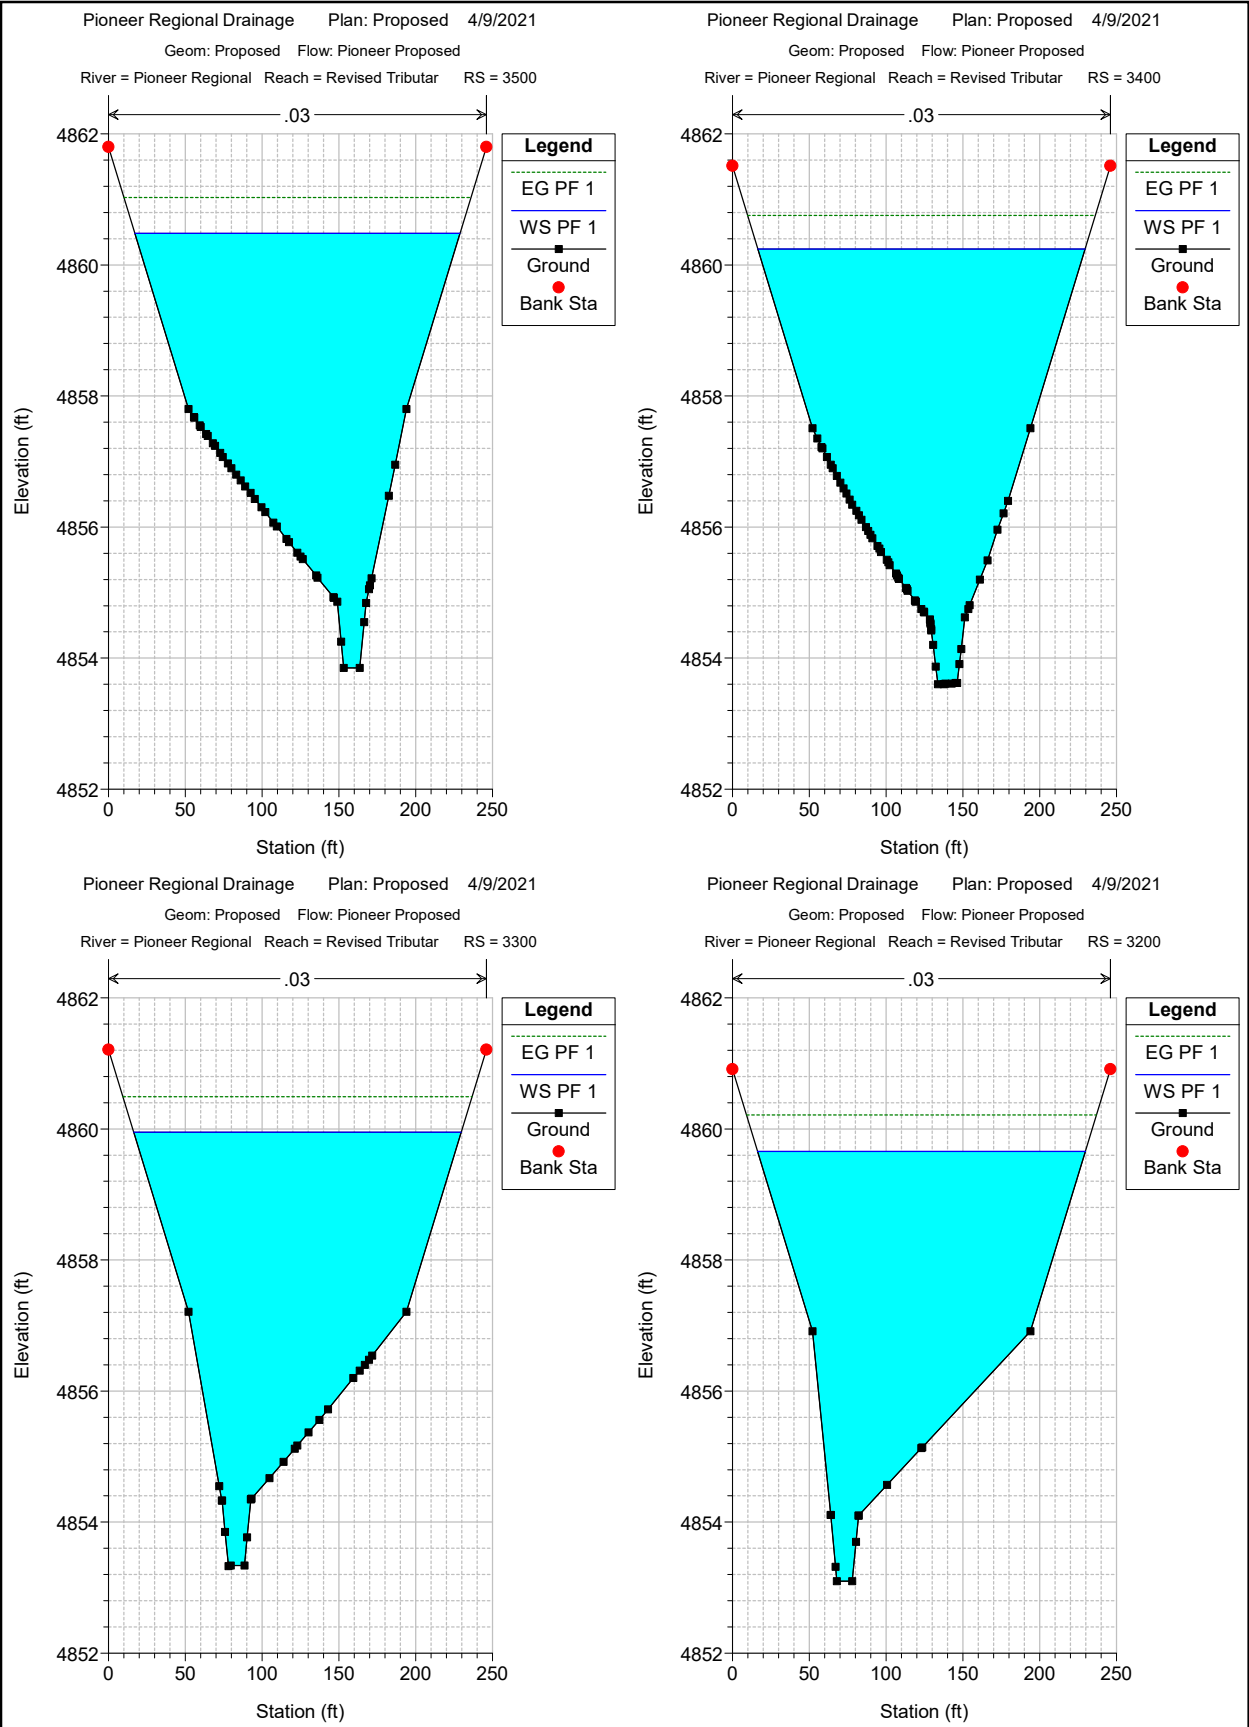 Pioneer Regional Drainage Plan: Proposed 4/9/2021
Geom: Proposed Flow: Pioneer Proposed
River = Pioneer Regional Reach = Revised Tributar RS = 3500
.03
4862
4860
4858
4856
4854
4852
Elevation (ft)
0 50 100 150 200 250
Station (ft)
Legend
EG PF 1
WS PF 1
Ground
Bank Sta
Pioneer Regional Drainage Plan: Proposed 4/9/2021
Geom: Proposed Flow: Pioneer Proposed
River = Pioneer Regional Reach = Revised Tributar RS = 3400
.03
4862
4860
4858
4856
4854
4852
Elevation (ft)
0 50 100 150 200 250
Station (ft)
Legend
EG PF 1
WS PF 1
Ground
Bank Sta
Pioneer Regional Drainage Plan: Proposed 4/9/2021
Geom: Proposed Flow: Pioneer Proposed
River = Pioneer Regional Reach = Revised Tributar RS = 3300
.03
4862
4860
4858
4856
4854
4852
Elevation (ft)
0 50 100 150 200 250
Station (ft)
Legend
EG PF 1
WS PF 1
Ground
Bank Sta
Pioneer Regional Drainage Plan: Proposed 4/9/2021
Geom: Proposed Flow: Pioneer Proposed
River = Pioneer Regional Reach = Revised Tributar RS = 3200
.03
4862
4860
4858
4856
4854
4852
Elevation (ft)
0 50 100 150 200 250
Station (ft)
Legend
EG PF 1
WS PF 1
Ground
Bank Sta